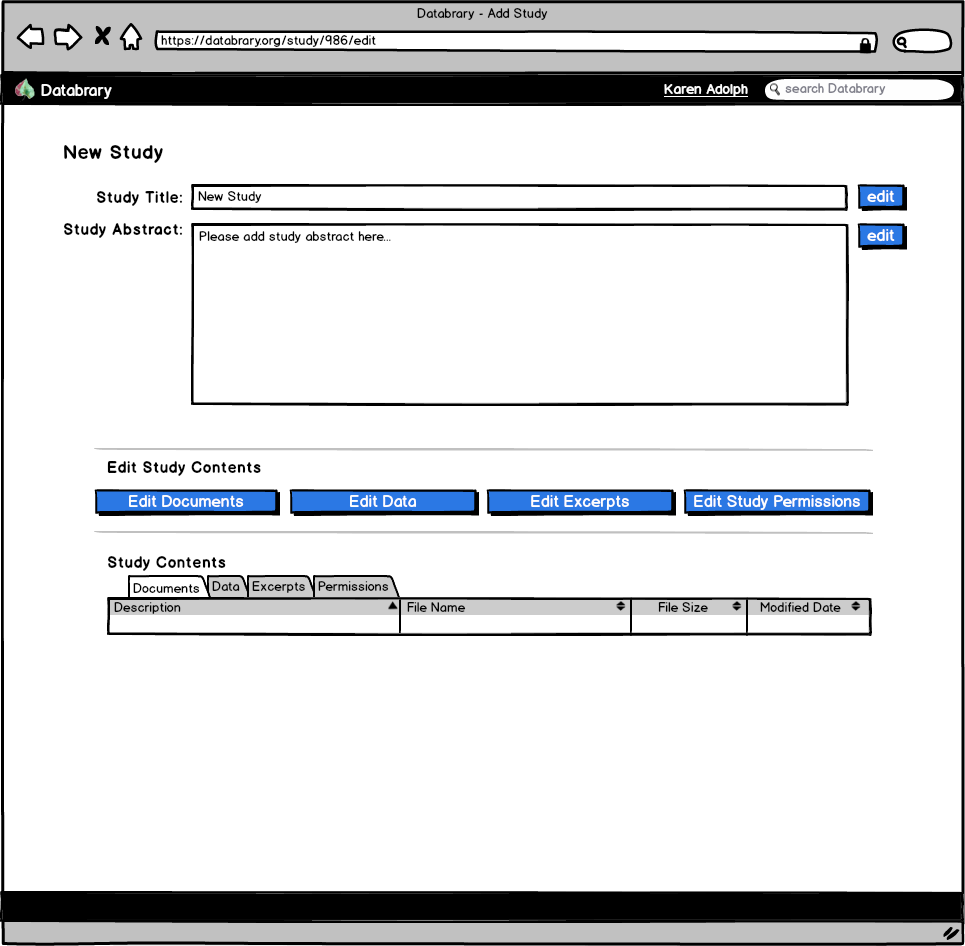 Databrary - Add Study
https://databrary.org/study/986/edit
Databrary Karen Adolph search Databrary
New Study
Study Title: New Study edit
Study Abstract: Please add study abstract here... edit
Edit Study Contents
Edit Documents Edit Data Edit Excerpts Edit Study Permissions
Study Contents
Documents Data Excerpts Permissions
Description File Name File Size Modified Date